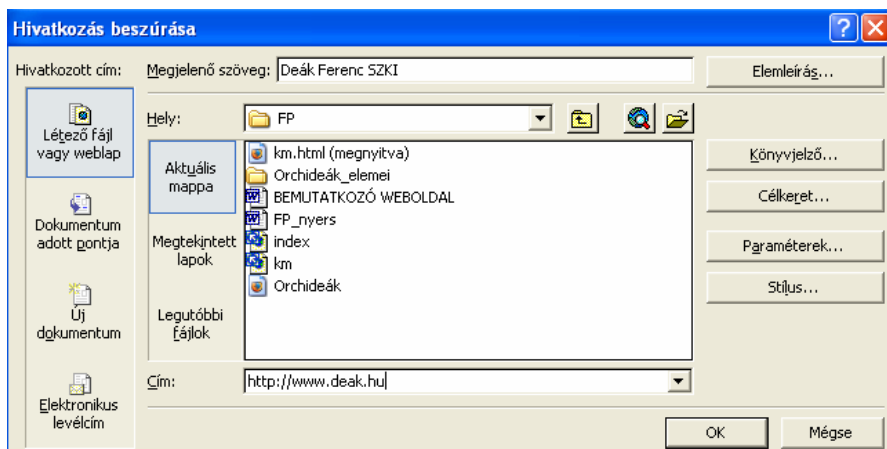 Hivatkozás beszúrása
Hivatkozott cím:
Megjelenő szöveg: Deák Ferenc SZKI
Elemleírás...
Létező fájl
vagy weblap
Hely: FP
Aktuális
mappa
km.html (megnyitva)
Orchideák_elemei
BEMUTATKOZÓ WEBOLDAL
FP_nyers
index
km
Orchideák
Könyvjelző...
Célkeret...
Paraméterek...
Stílus...
Dokumentum
adott pontja
Megtekintett
lapok
Új
dokumentum
Legutóbbi
fájlok
Elektronikus
levélcím
Cím: http://www.deak.hu
OK
Mégse